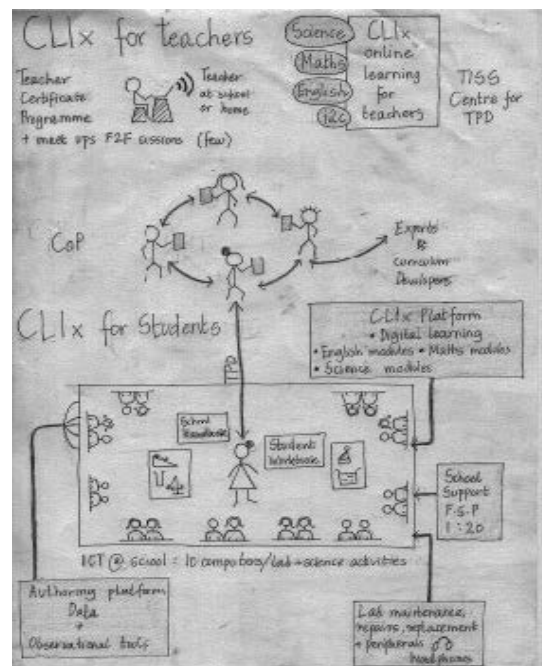 CLIx for teachers
Teacher
Certificate
Programme
+ meet ups F2F sessions (few)
Teacher
at school
or home
Science
Maths
English
i2c
CLIx
online
learning
for
teachers
TISS
Centre for
TPD
CoP
Experts
&
curriculum
Developers
CLIx for Students
TPD
CLIx Platform
• Digital learning
• English modules • Maths modules
• Science modules
School
Student
Workbook
School
Support
F.S.P
1:20
ICT @ school = 10 computers/lab + science activities
Authoring platform
Data
+
Observational tools
Lab maintenance,
repairs, replacement
+ peripherals
Headphones